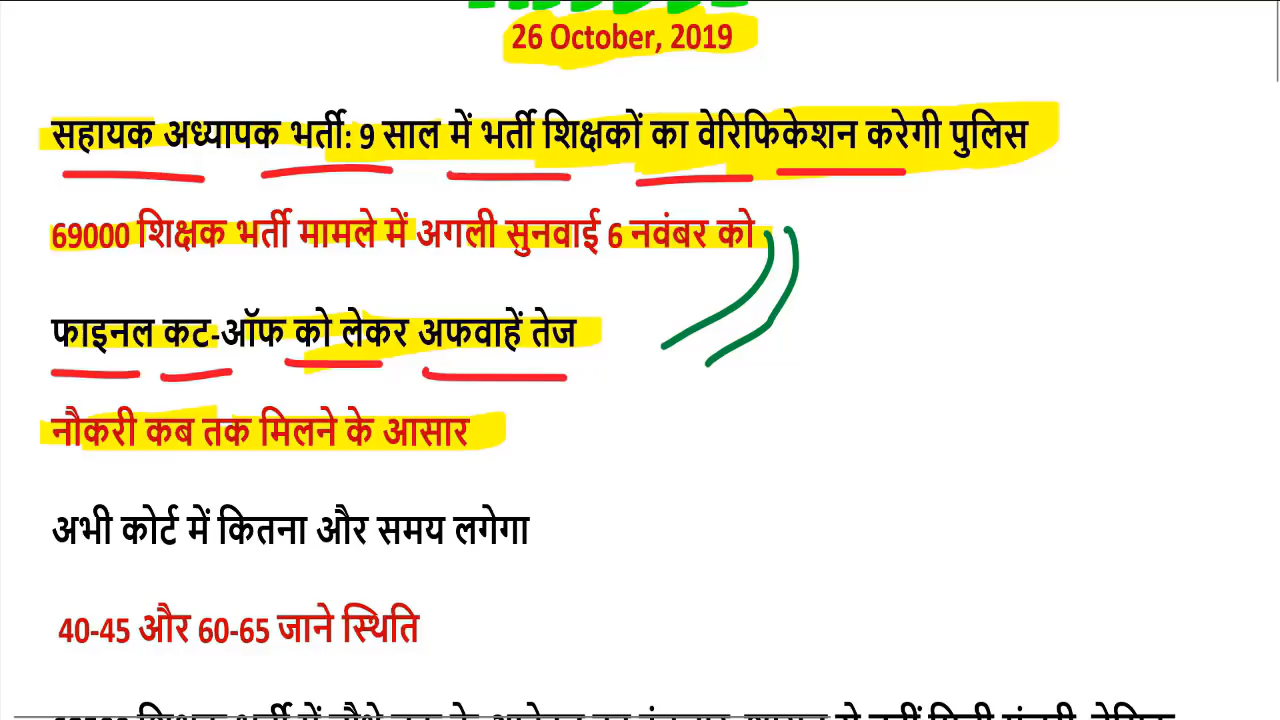 26 October, 2019
सहायक अध्यापक भर्ती: 9 साल में भर्ती शिक्षकों का वेरिफिकेशन करेगी पुलिस
69000 शिक्षक भर्ती मामले में अगली सुनवाई 6 नवंबर को
फाइनल कट-ऑफ को लेकर अफवाहें तेज
नौकरी कब तक मिलने के आसार
अभी कोर्ट में कितना और समय लगेगा
40-45 और 60-65 जाने स्थिति